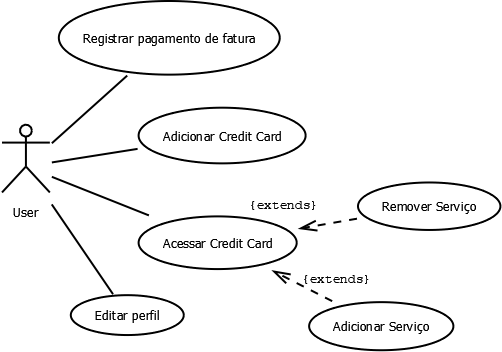 Registrar pagamento de fatura
Adicionar Credit Card
User
{extends}
Remover Serviço
Acessar Credit Card
{extends}
Editar perfil
Adicionar Serviço